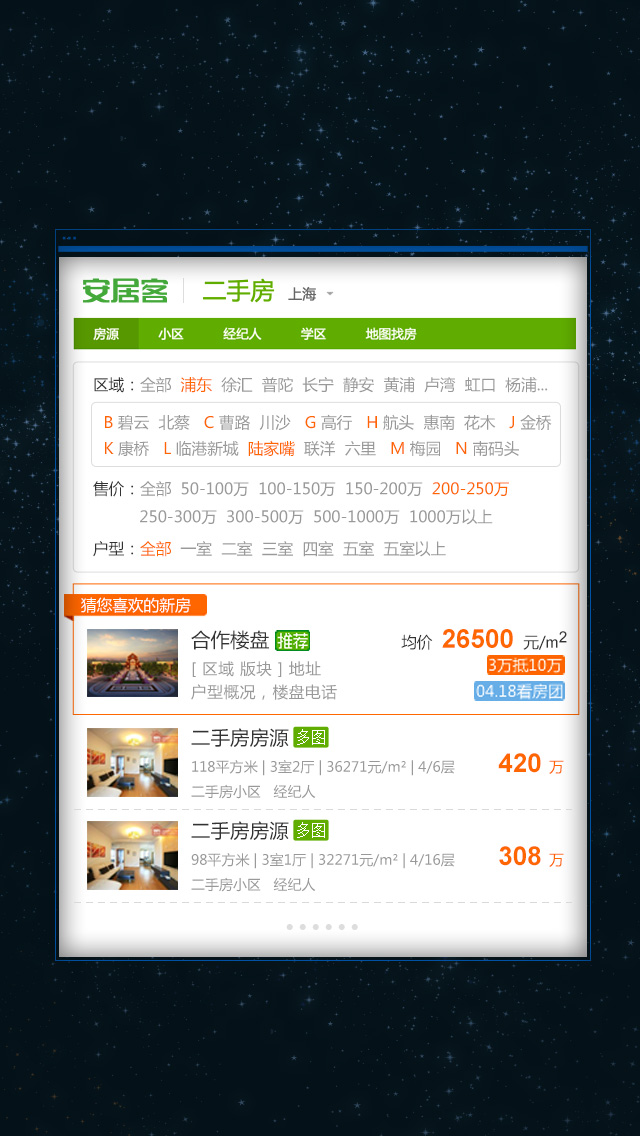 安居客 二手房 上海
房源 小区 经纪人 学区 地图找房
区域：全部 浦东 徐汇 普陀 长宁 静安 黄浦 卢湾 虹口 杨浦...
B 碧云 北蔡 C 曹路 川沙 G 高行 H 航头 惠南 花木 J 金桥
K 康桥 L 临港新城 陆家嘴 联洋 六里 M 梅园 N 南码头
售价：全部 50-100万 100-150万 150-200万 200-250万
250-300万 300-500万 500-1000万 1000万以上
户型：全部 一室 二室 三室 四室 五室 五室以上
猜您喜欢的新房
合作楼盘 推荐 均价 26500 元/m²
[ 区域 版块 ] 地址 3万抵10万
户型概况，楼盘电话 04.18看房团
二手房房源 多图
118平方米 | 3室2厅 | 36271元/m² | 4/6层 420 万
二手房小区 经纪人
二手房房源 多图
98平方米 | 3室1厅 | 32271元/m² | 4/16层 308 万
二手房小区 经纪人